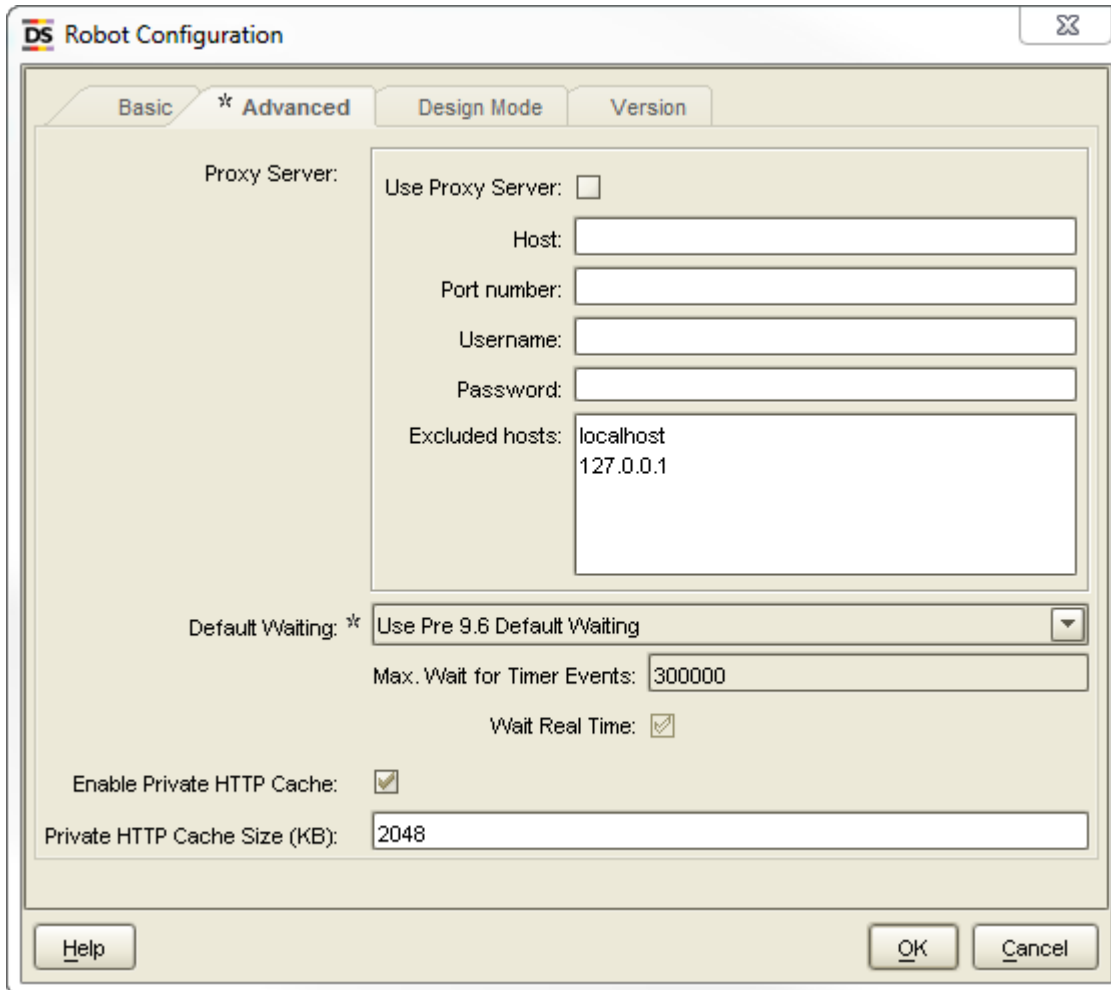 DS Robot Configuration
Basic * Advanced Design Mode Version
Proxy Server:
Use Proxy Server:
Host:
Port number:
Username:
Password:
Excluded hosts: localhost
127.0.0.1
Default Waiting: * Use Pre 9.6 Default Waiting
Max. Wait for Timer Events: 300000
Wait Real Time:
Enable Private HTTP Cache:
Private HTTP Cache Size (KB): 2048
Help OK Cancel